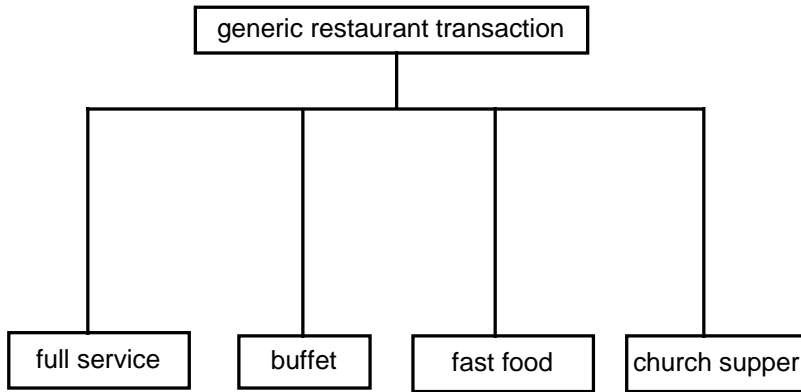 generic restaurant transaction
full service
buffet
fast food
church supper